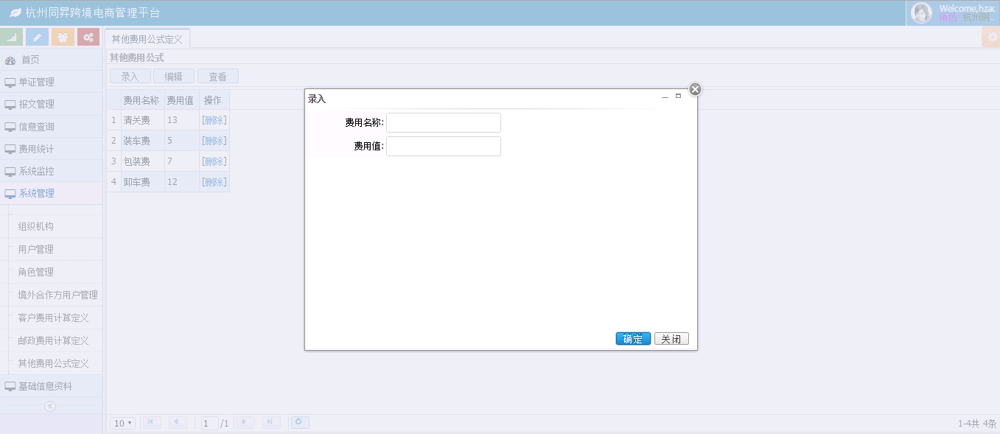 杭州同昇跨境电商管理平台
Welcome,hzac
角色 杭州测..
首页
单证管理
报文管理
信息查询
费用统计
系统监控
系统管理
组织机构
用户管理
角色管理
境外合作方用户管理
客户费用计算定义
邮政费用计算定义
其他费用公式定义
基础信息资料
其他费用公式定义
其他费用公式
录入 编辑 查看
费用名称 费用值 操作
1 清关费 13 [删除]
2 装车费 5 [删除]
3 包装费 7 [删除]
4 卸车费 12 [删除]
录入
费用名称:
费用值:
确定 关闭
10 1 /1
1-4共 4条